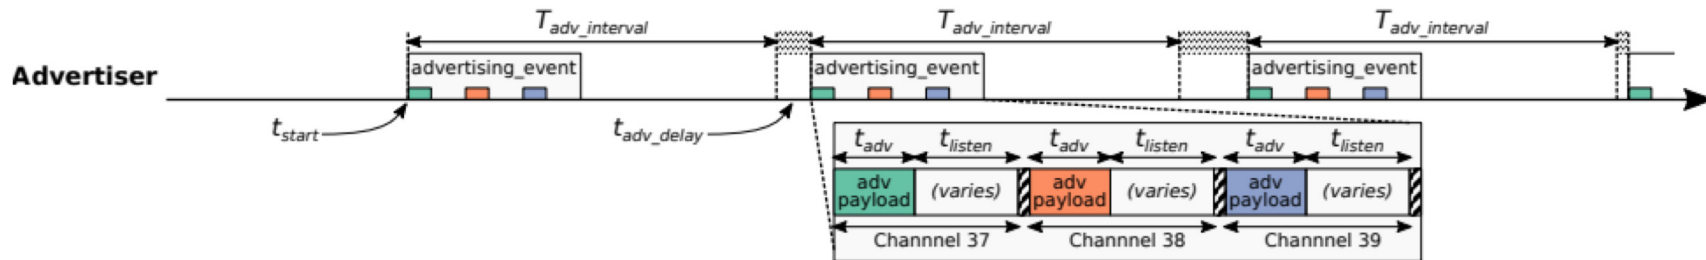 T_adv_interval T_adv_interval T_adv_interval
Advertiser
advertising_event advertising_event advertising_event
t_start t_adv_delay
t_adv t_listen t_adv t_listen t_adv t_listen
adv payload (varies) adv payload (varies) adv payload (varies)
Channnel 37 Channnel 38 Channnel 39